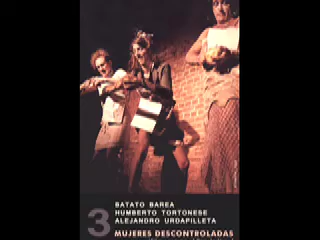 3
BATATO BAREA
HUMBERTO TORTONESE
ALEJANDRO URDAPILLETA
MUJERES DESCONTROLADAS